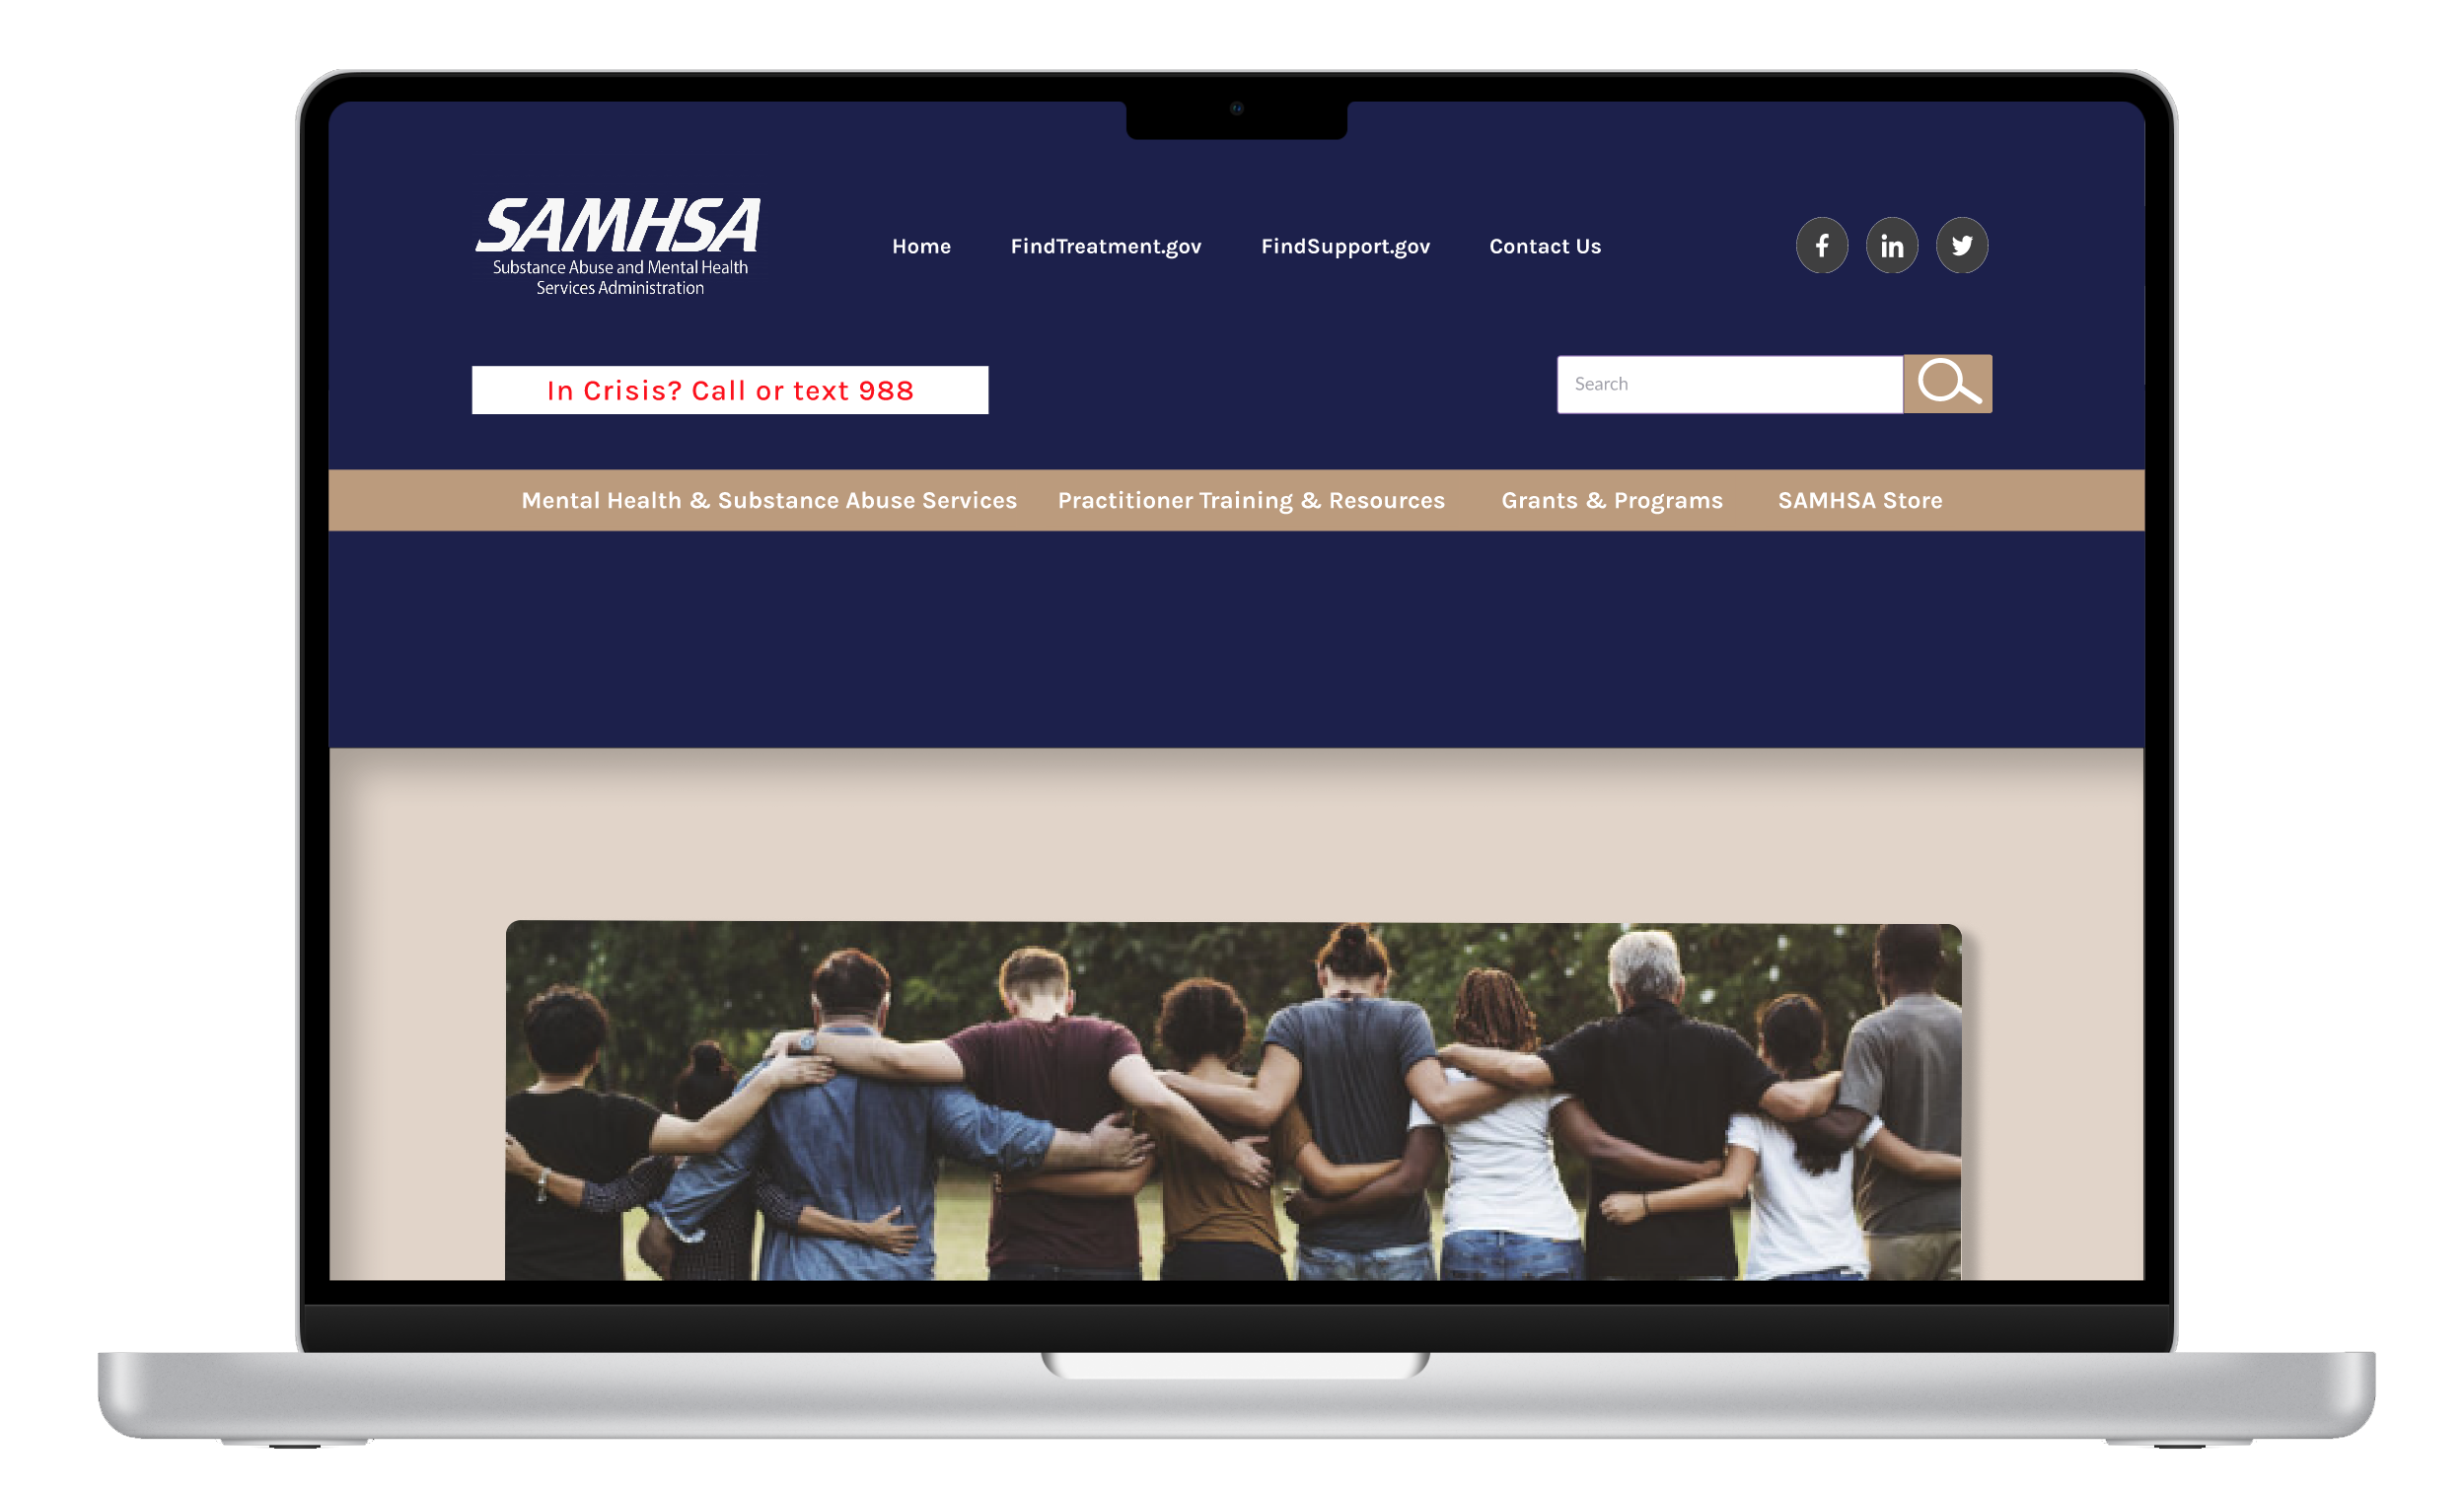 SAMHSA
Substance Abuse and Mental Health
Services Administration
Home FindTreatment.gov FindSupport.gov Contact Us
f in
In Crisis? Call or text 988
Search
Mental Health & Substance Abuse Services Practitioner Training & Resources Grants & Programs SAMHSA Store